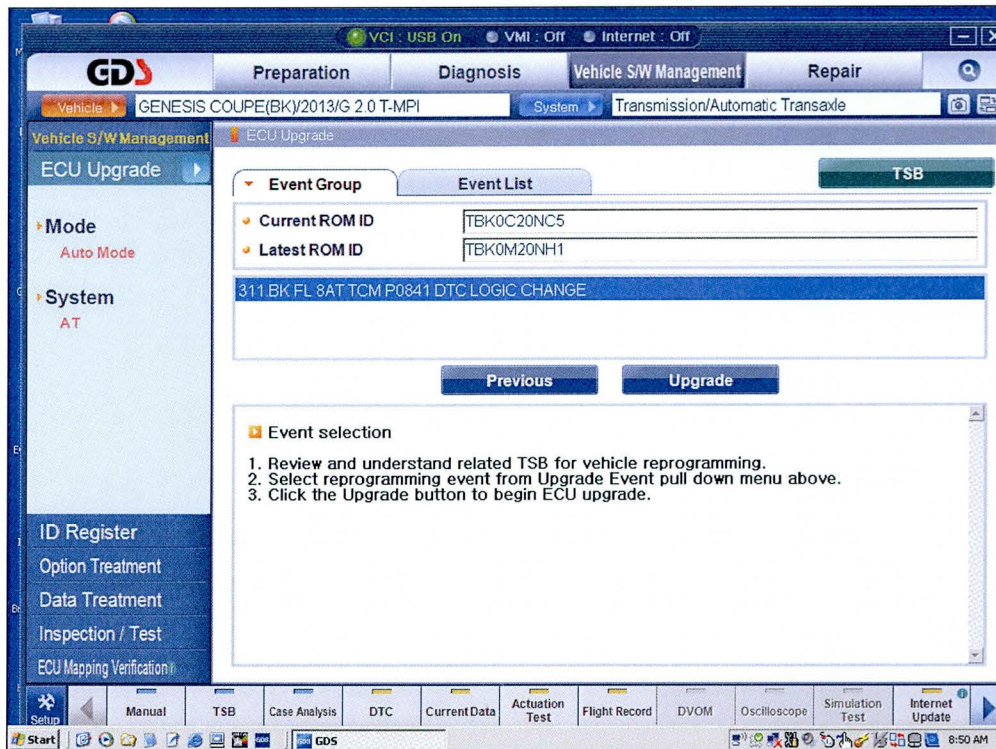 VCI : USB On VMI : Off Internet : Off
GDS Preparation Diagnosis Vehicle S/W Management Repair
Vehicle GENESIS COUPE(BK)/2013/G 2.0 T-MPI System Transmission/Automatic Transaxle
Vehicle S/W Management
ECU Upgrade
ECU Upgrade
Event Group Event List TSB
Mode
Auto Mode
System
AT
Current ROM ID TBK0C20NC5
Latest ROM ID TBK0M20NH1
311.BK FL 8AT TCM P0841 DTC LOGIC CHANGE
Previous Upgrade
Event selection
1. Review and understand related TSB for vehicle reprogramming.
2. Select reprogramming event from Upgrade Event pull down menu above.
3. Click the Upgrade button to begin ECU upgrade.
ID Register
Option Treatment
Data Treatment
Inspection / Test
ECU Mapping Verification
Setup Manual TSB Case Analysis DTC Current Data Actuation Test Flight Record DVOM Oscilloscope Simulation Test Internet Update
Start GDS GDS 8:50 AM